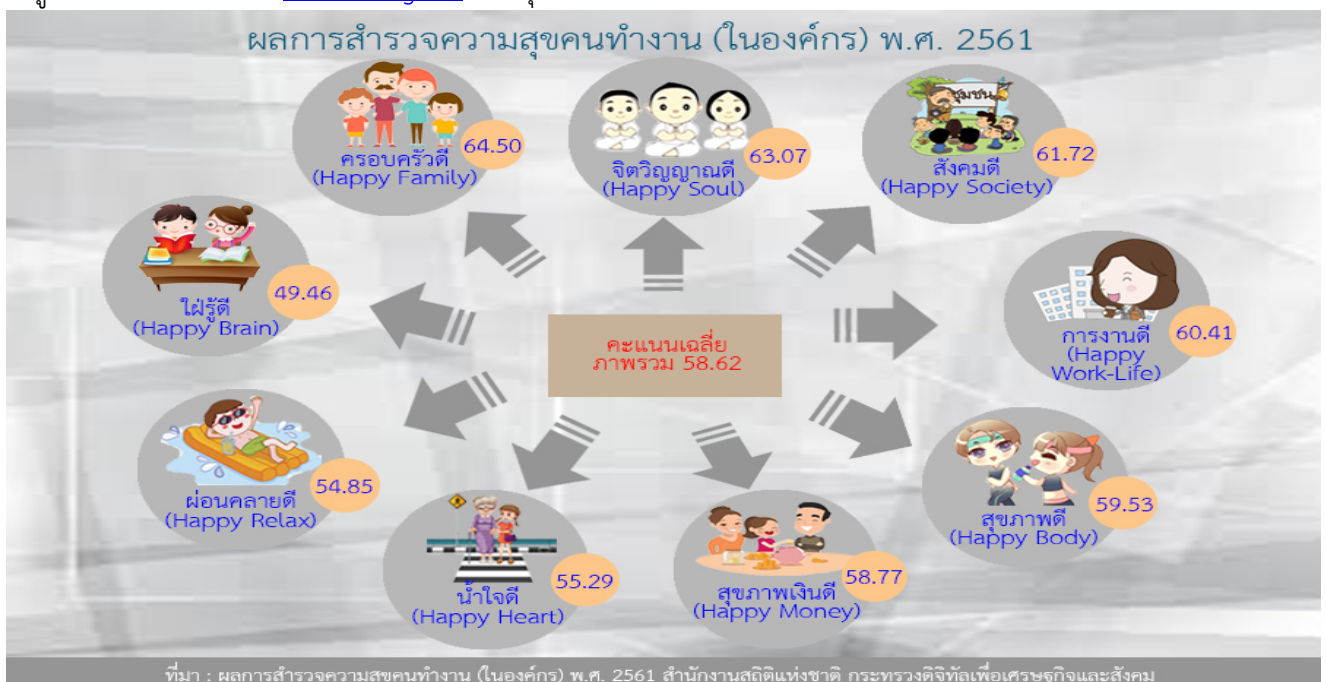 ผลการสำรวจความสุขคนทำงาน (ในองค์กร) พ.ศ. 2561
ครอบครัวดี
(Happy Family)
64.50
จิตวิญญาณดี
(Happy Soul)
63.07
ชุมชน
สังคมดี
(Happy Society)
61.72
ใฝ่รู้ดี
(Happy Brain)
49.46
คะแนนเฉลี่ย
ภาพรวม 58.62
การงานดี
(Happy
Work-Life)
60.41
ผ่อนคลายดี
(Happy Relax)
54.85
น้ำใจดี
(Happy Heart)
55.29
สุขภาพเงินดี
(Happy Money)
58.77
สุขภาพดี
(Happy Body)
59.53
ที่มา : ผลการสำรวจความสุขคนทำงาน (ในองค์กร) พ.ศ. 2561 สำนักงานสถิติแห่งชาติ กระทรวงดิจิทัลเพื่อเศรษฐกิจและสังคม